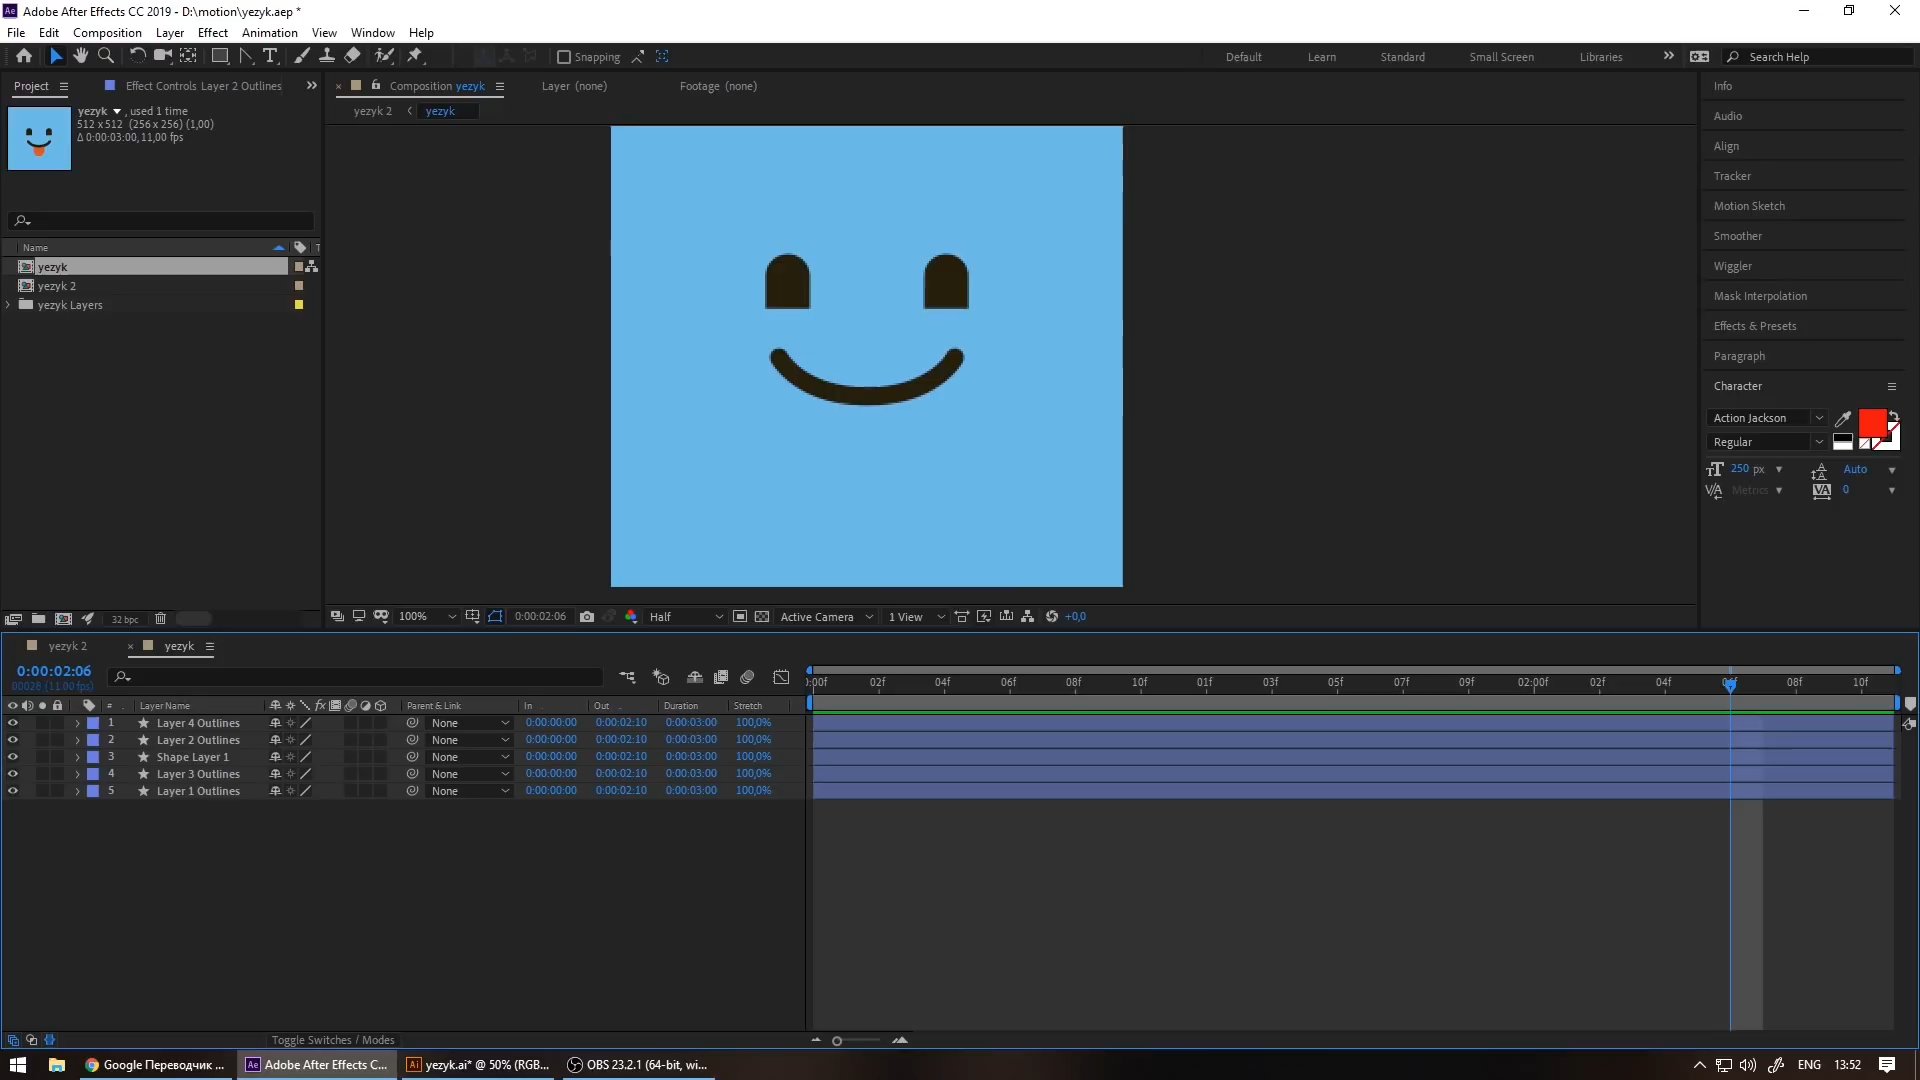 Adobe After Effects CC 2019 - D:\motion\yezyk.aep *
File Edit Composition Layer Effect Animation View Window Help
Snapping
Default Learn Standard Small Screen Libraries Search Help
Project Effect Controls Layer 2 Outlines
Composition yezyk Layer (none) Footage (none)
yezyk 2 yezyk
yezyk , used 1 time
512 x 512 (256 x 256) (1,00)
Δ 0:00:03:00, 11,00 fps
Name
yezyk
yezyk 2
yezyk Layers
Info
Audio
Align
Tracker
Motion Sketch
Smoother
Wiggler
Mask Interpolation
Effects & Presets
Paragraph
Character
Action Jackson
Regular
250 px Auto
Metrics 0
32 bpc
100% 0:00:02:06 Half Active Camera 1 View +0,0
yezyk 2 yezyk
0:00:02:06
00028 (11.00 fps)
:00f 02f 04f 06f 08f 10f 01f 03f 05f 07f 09f 02:00f 02f 04f 06f 08f 10f
# Layer Name Parent & Link In Out Duration Stretch
1 Layer 4 Outlines None 0:00:00:00 0:00:02:10 0:00:03:00 100,0%
2 Layer 2 Outlines None 0:00:00:00 0:00:02:10 0:00:03:00 100,0%
3 Shape Layer 1 None 0:00:00:00 0:00:02:10 0:00:03:00 100,0%
4 Layer 3 Outlines None 0:00:00:00 0:00:02:10 0:00:03:00 100,0%
5 Layer 1 Outlines None 0:00:00:00 0:00:02:10 0:00:03:00 100,0%
Toggle Switches / Modes
Google Переводчик ... Adobe After Effects C... yezyk.ai* @ 50% (RGB... OBS 23.2.1 (64-bit, wi... ENG 13:52